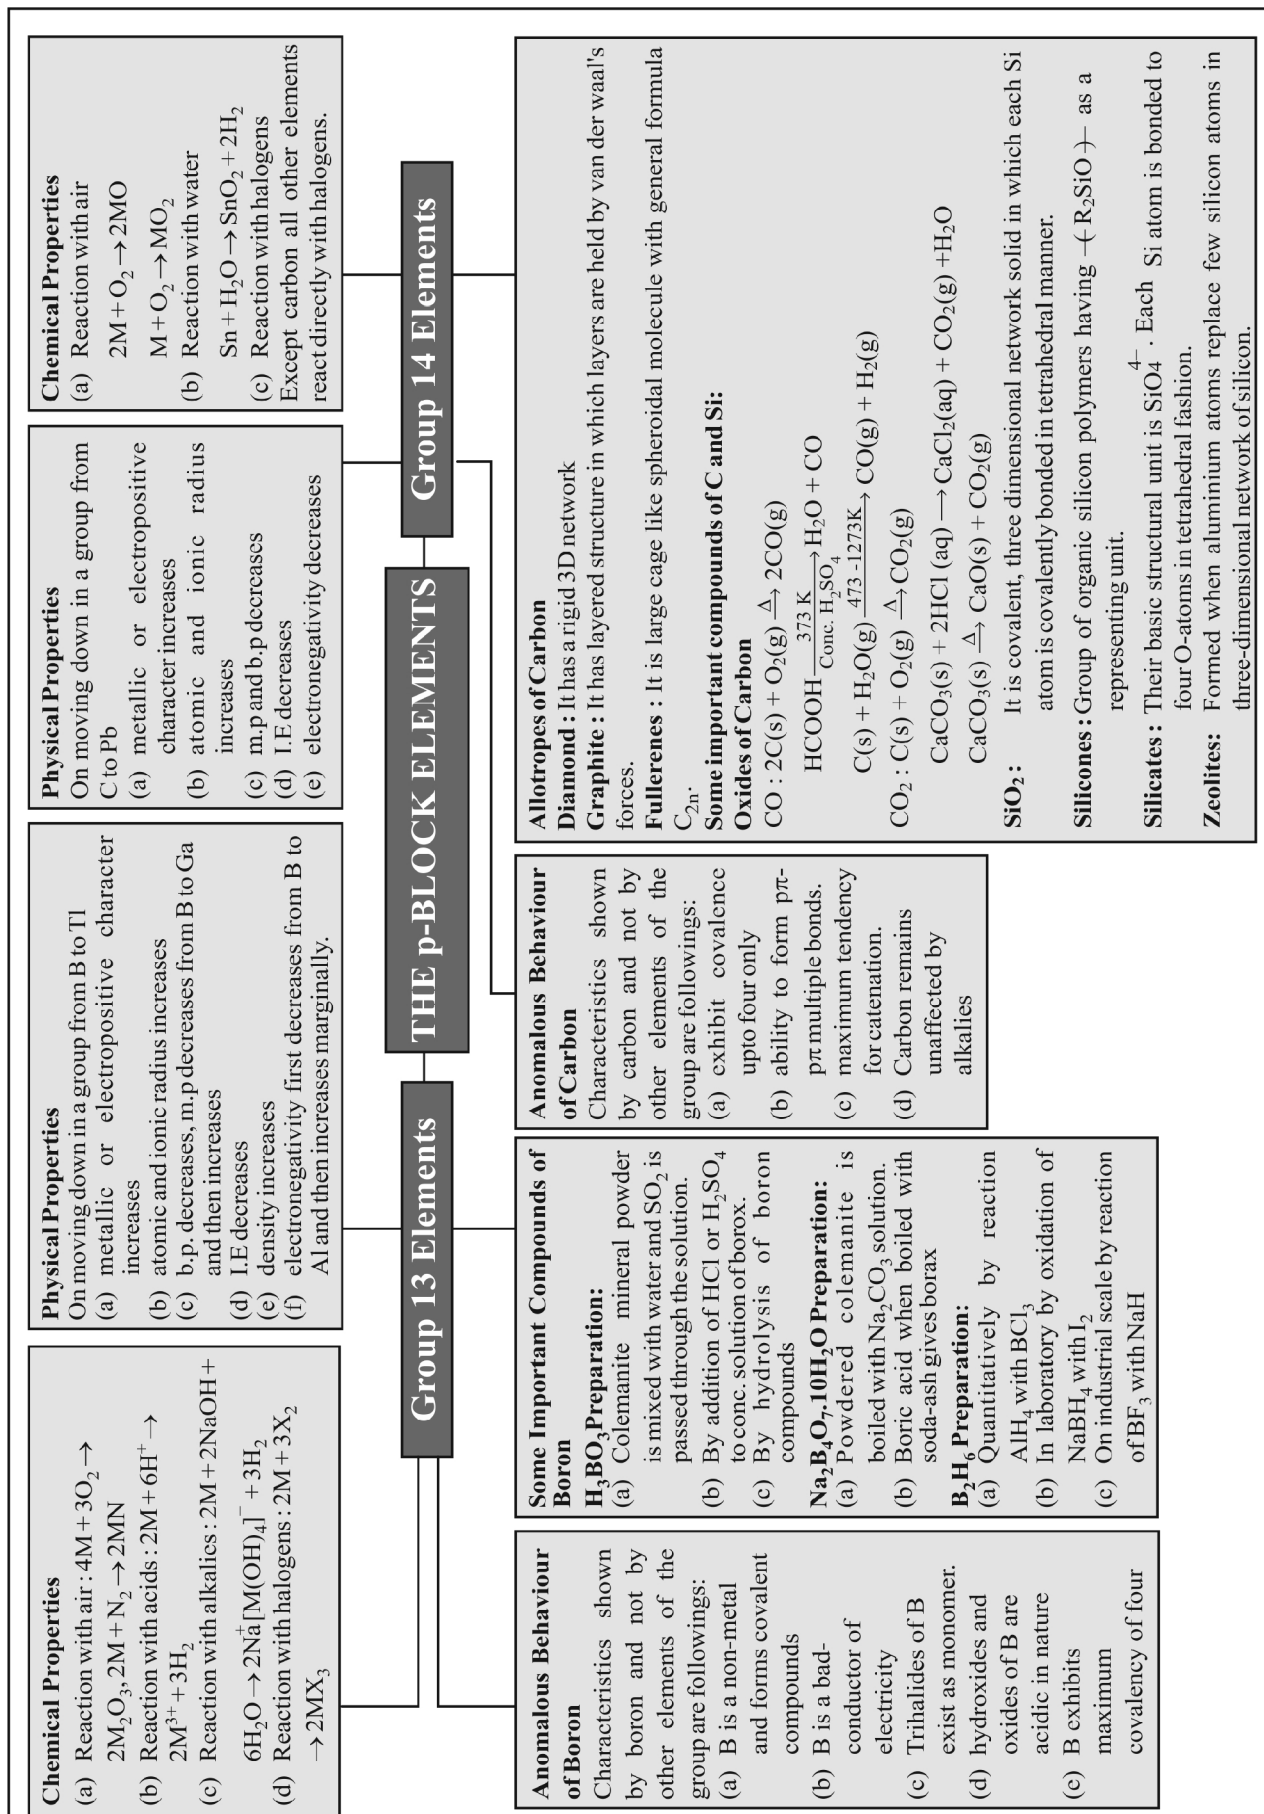 Chemical Properties
(a) Reaction with air : 4M + 3O₂ →
2M₂O₃, 2M + N₂ → 2MN
(b) Reaction with acids : 2M + 6H⁺ →
2M³⁺ + 3H₂
(c) Reaction with alkalics : 2M + 2NaOH +
6H₂O → 2Na⁺[M(OH)₄]⁻ + 3H₂
(d) Reaction with halogens : 2M + 3X₂
→ 2MX₃
Physical Properties
On moving down in a group from B to Tl
(a) metallic or electropositive character
increases
(b) atomic and ionic radius increases
(c) b.p. decreases, m.p decreases from B to Ga
and then increases
(d) I.E decreases
(e) density increases
(f) electronegativity first decreases from B to
Al and then increases marginally.
Physical Properties
On moving down in a group from
C to Pb
(a) metallic or electropositive
character increases
(b) atomic and ionic radius
increases
(c) m.p and b.p dccrcases
(d) I.E decreases
(e) electronegativity decreases
Chemical Properties
(a) Reaction with air
2M + O₂ → 2MO
M + O₂ → MO₂
(b) Reaction with water
Sn + H₂O → SnO₂ + 2H₂
(c) Reaction with halogens
Except carbon all other elements
react directly with halogens.
Group 13 Elements
THE p-BLOCK ELEMENTS
Group 14 Elements
Anomalous Behaviour
of Boron
Characteristics shown
by boron and not by
other elements of the
group are followings:
(a) B is a non-metal
and forms covalent
compounds
(b) B is a bad-
conductor of
electricity
(c) Trihalides of B
exist as monomer.
(d) hydroxides and
oxides of B are
acidic in nature
(c) B cxhibits
maximum
covalency of four
Some Important Compounds of
Boron
H₃BO₃ Preparation:
(a) Colemanite mineral powder
is mixed with water and SO₂ is
passed through the solution.
(b) By addition of HCl or H₂SO₄
to conc. solution of borox.
(c) By hydrolysis of boron
compounds
Na₂B₄O₇.10H₂O Preparation:
(a) Powdered colemanite is
boiled with Na₂CO₃ solution.
(b) Boric acid when boiled with
soda-ash gives borax
B₂H₆ Preparation:
(a) Quantitatively by reaction
AlH₄ with BCl₃
(b) In laboratory by oxidation of
NaBH₄ with I₂
(c) On industrial scale by reaction
of BF₃ with NaH
Anomalous Behaviour
of Carbon
Characteristics shown
by carbon and not by
other elements of the
group are followings:
(a) exhibit covalence
upto four only
(b) ability to form pπ-
pπ multiple bonds.
(c) maximum tendency
for catenation.
(d) Carbon remains
unaffected by
alkalies
Allotropes of Carbon
Diamond : It has a rigid 3D network
Graphite : It has layered structure in which layers are held by van der waal's
forces.
Fullerenes : It is large cage like spheroidal molecule with general formula
C₂ₙ.
Some important compounds of C and Si:
Oxides of Carbon
CO : 2C(s) + O₂(g) —Δ→ 2CO(g)
HCOOH —373 K / Conc. H₂SO₄→ H₂O + CO
C(s) + H₂O(g) —473 -1273K→ CO(g) + H₂(g)
CO₂ : C(s) + O₂(g) —Δ→ CO₂(g)
CaCO₃(s) + 2HCl (aq) → CaCl₂(aq) + CO₂(g) +H₂O
CaCO₃(s) —Δ→ CaO(s) + CO₂(g)
SiO₂ : It is covalent, three dimensional network solid in which each Si
atom is covalently bonded in tetrahedral manner.
Silicones : Group of organic silicon polymers having –(R₂SiO)– as a
representing unit.
Silicates : Their basic structural unit is SiO₄⁴⁻. Each Si atom is bonded to
four O-atoms in tetrahedral fashion.
Zeolites: Formed when aluminium atoms replace few silicon atoms in
three-dimensional network of silicon.